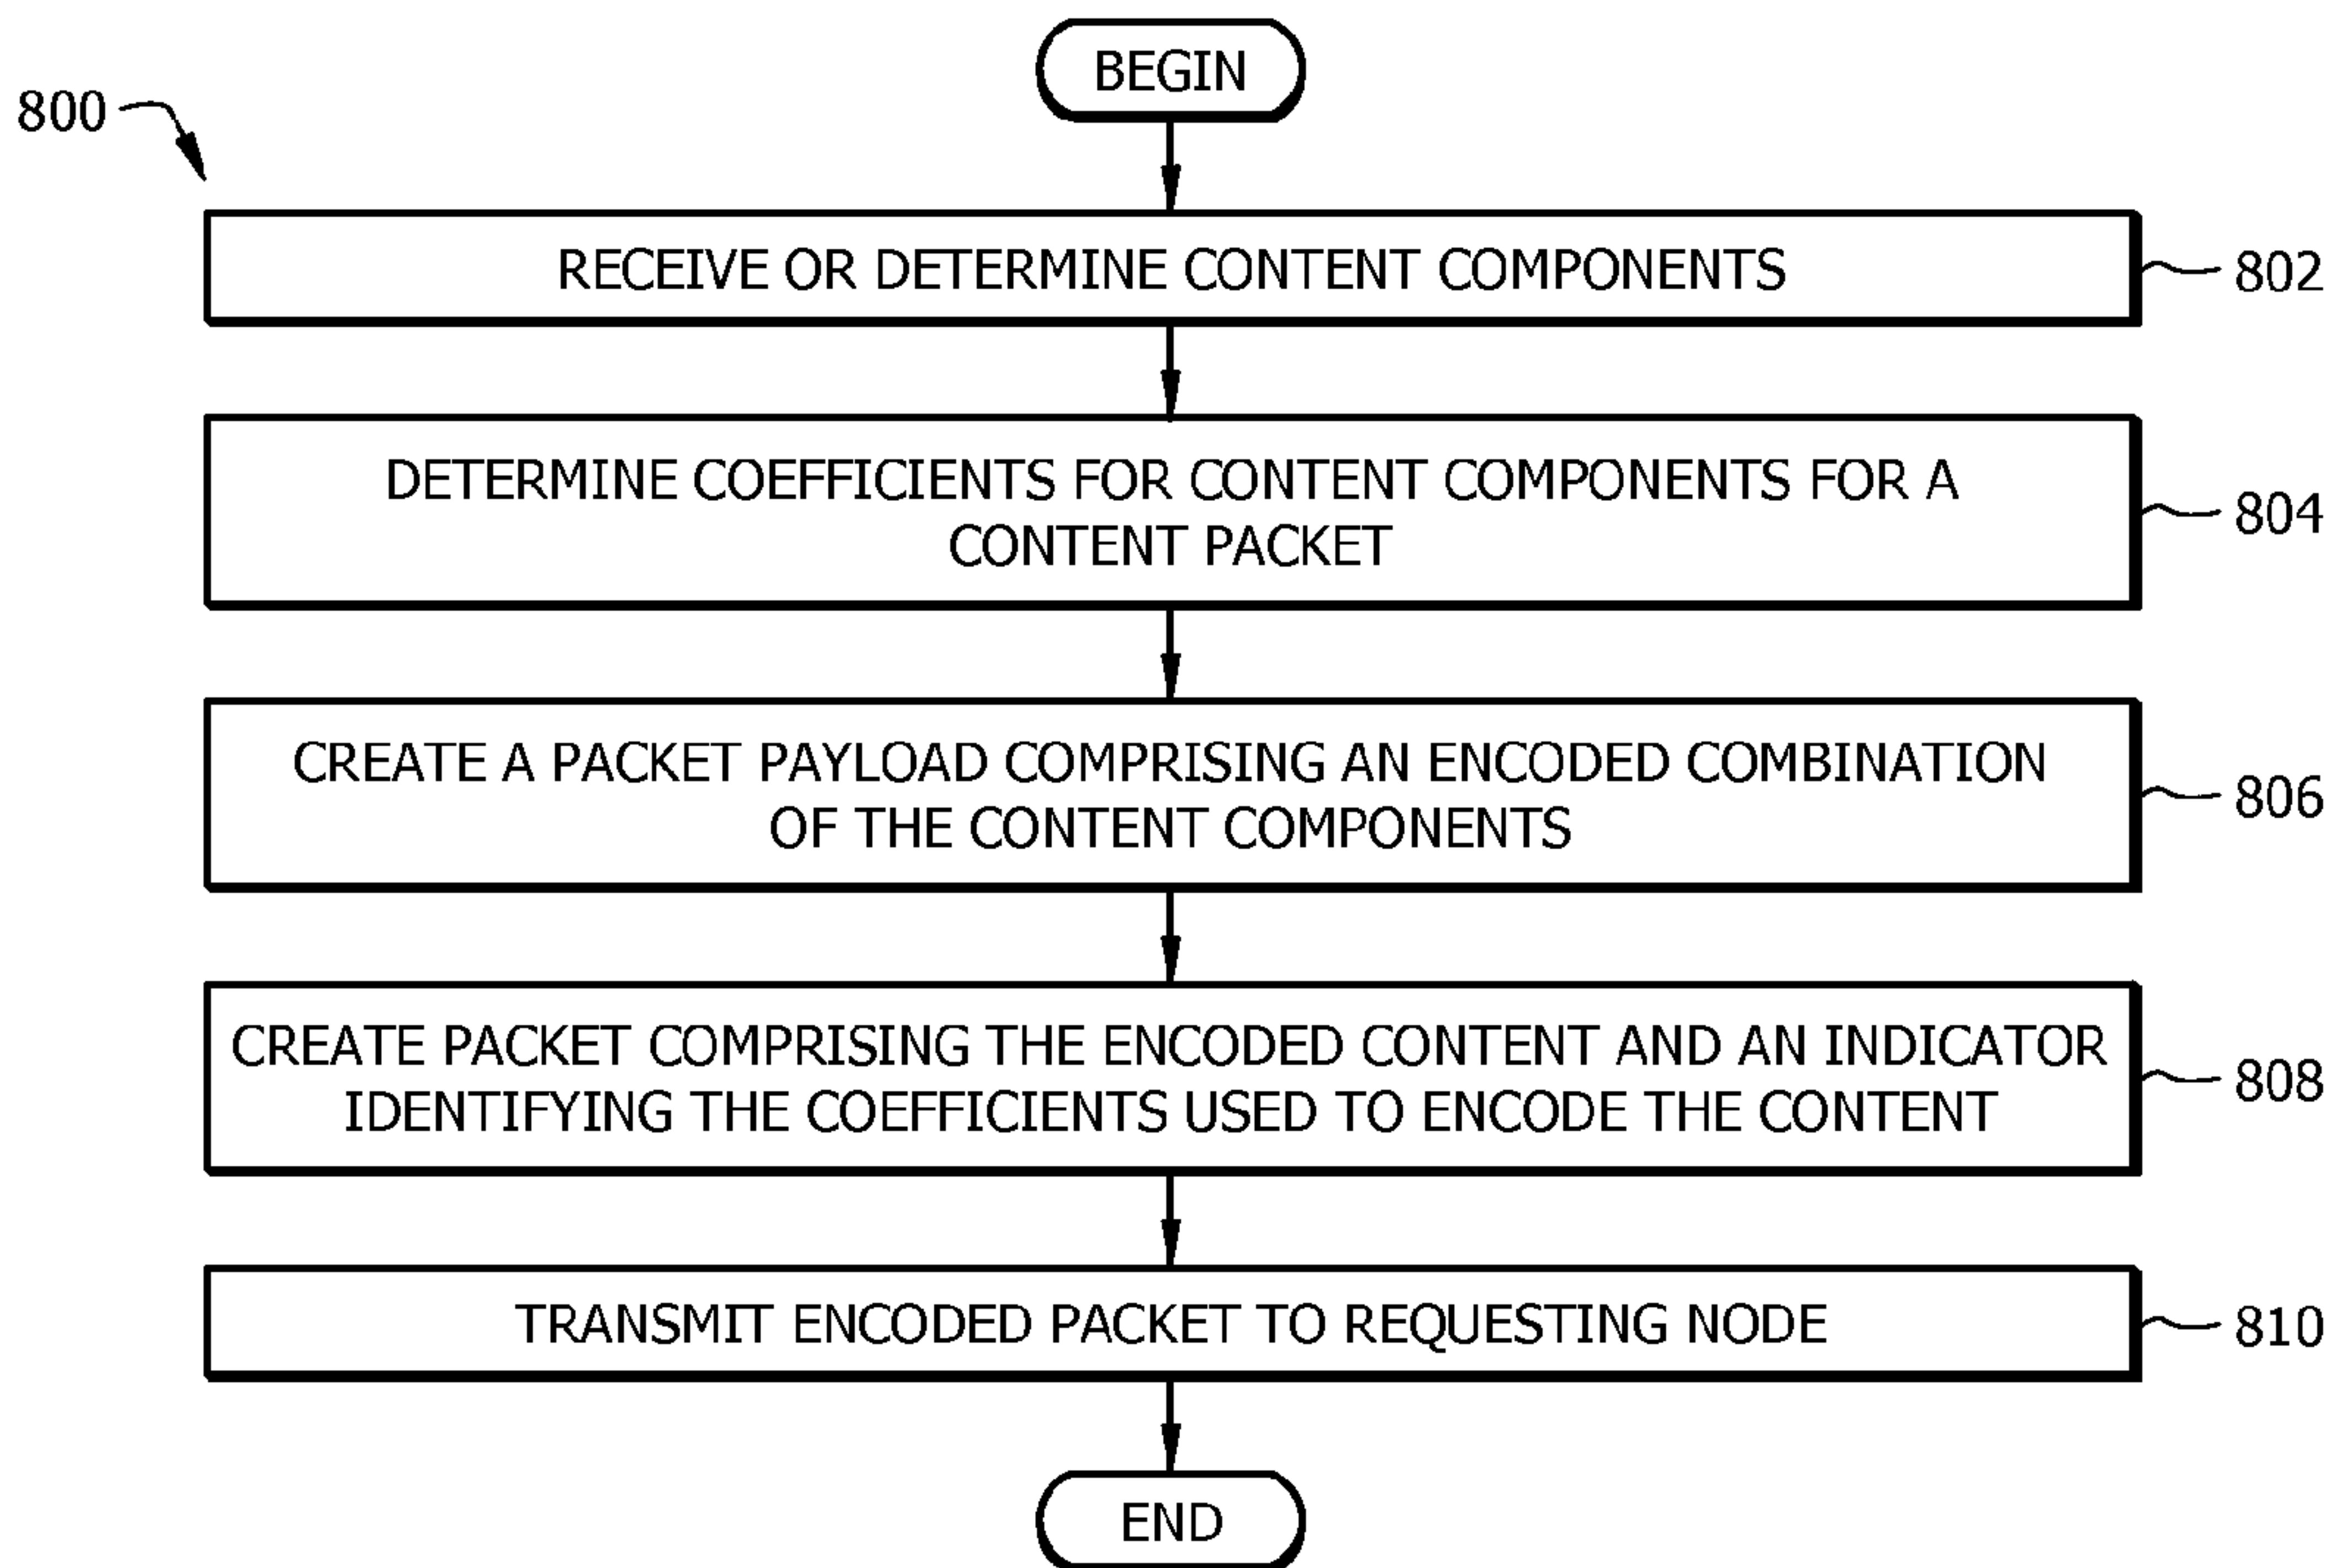 BEGIN
800
RECEIVE OR DETERMINE CONTENT COMPONENTS
802
DETERMINE COEFFICIENTS FOR CONTENT COMPONENTS FOR A
CONTENT PACKET
804
CREATE A PACKET PAYLOAD COMPRISING AN ENCODED COMBINATION
OF THE CONTENT COMPONENTS
806
CREATE PACKET COMPRISING THE ENCODED CONTENT AND AN INDICATOR
IDENTIFYING THE COEFFICIENTS USED TO ENCODE THE CONTENT
808
TRANSMIT ENCODED PACKET TO REQUESTING NODE
810
END